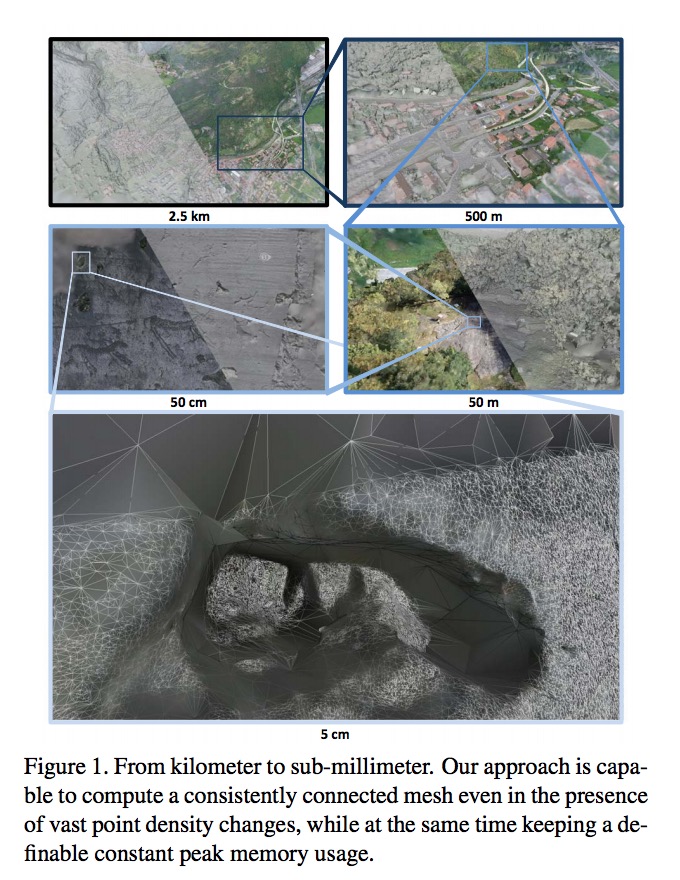 2.5 km
500 m
50 cm
50 m
5 cm
Figure 1. From kilometer to sub-millimeter. Our approach is capa-
ble to compute a consistently connected mesh even in the presence
of vast point density changes, while at the same time keeping a de-
finable constant peak memory usage.